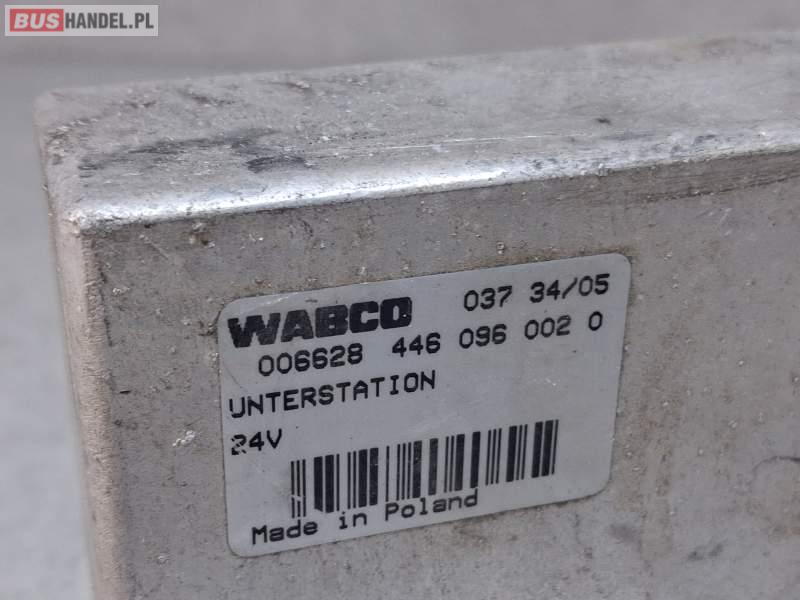 BUSHANDEL.PL
WABCO 037 34/05
006628 446 096 002 0
UNTERSTATION
24V
Made in Poland